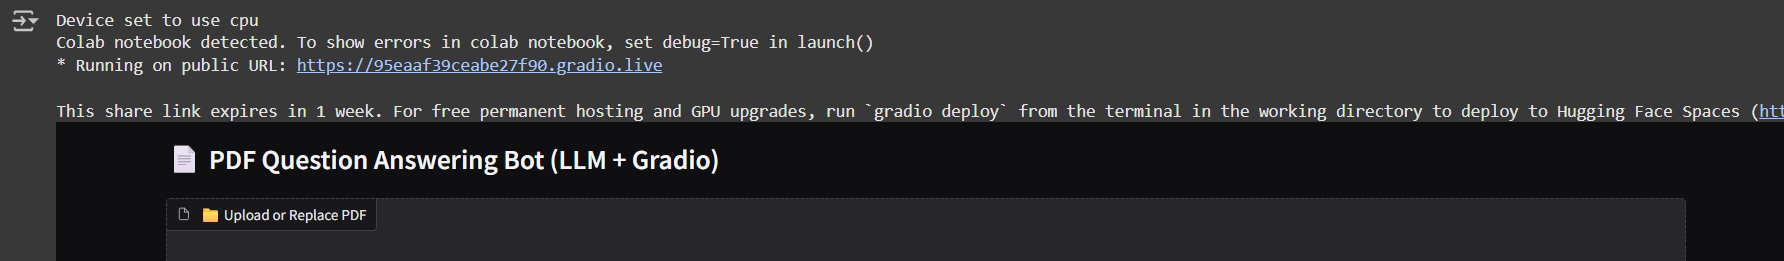 Device set to use cpu
Colab notebook detected. To show errors in colab notebook, set debug=True in launch()
* Running on public URL: https://95eaaf39ceabe27f90.gradio.live
This share link expires in 1 week. For free permanent hosting and GPU upgrades, run `gradio deploy` from the terminal in the working directory to deploy to Hugging Face Spaces (htt
PDF Question Answering Bot (LLM + Gradio)
Upload or Replace PDF